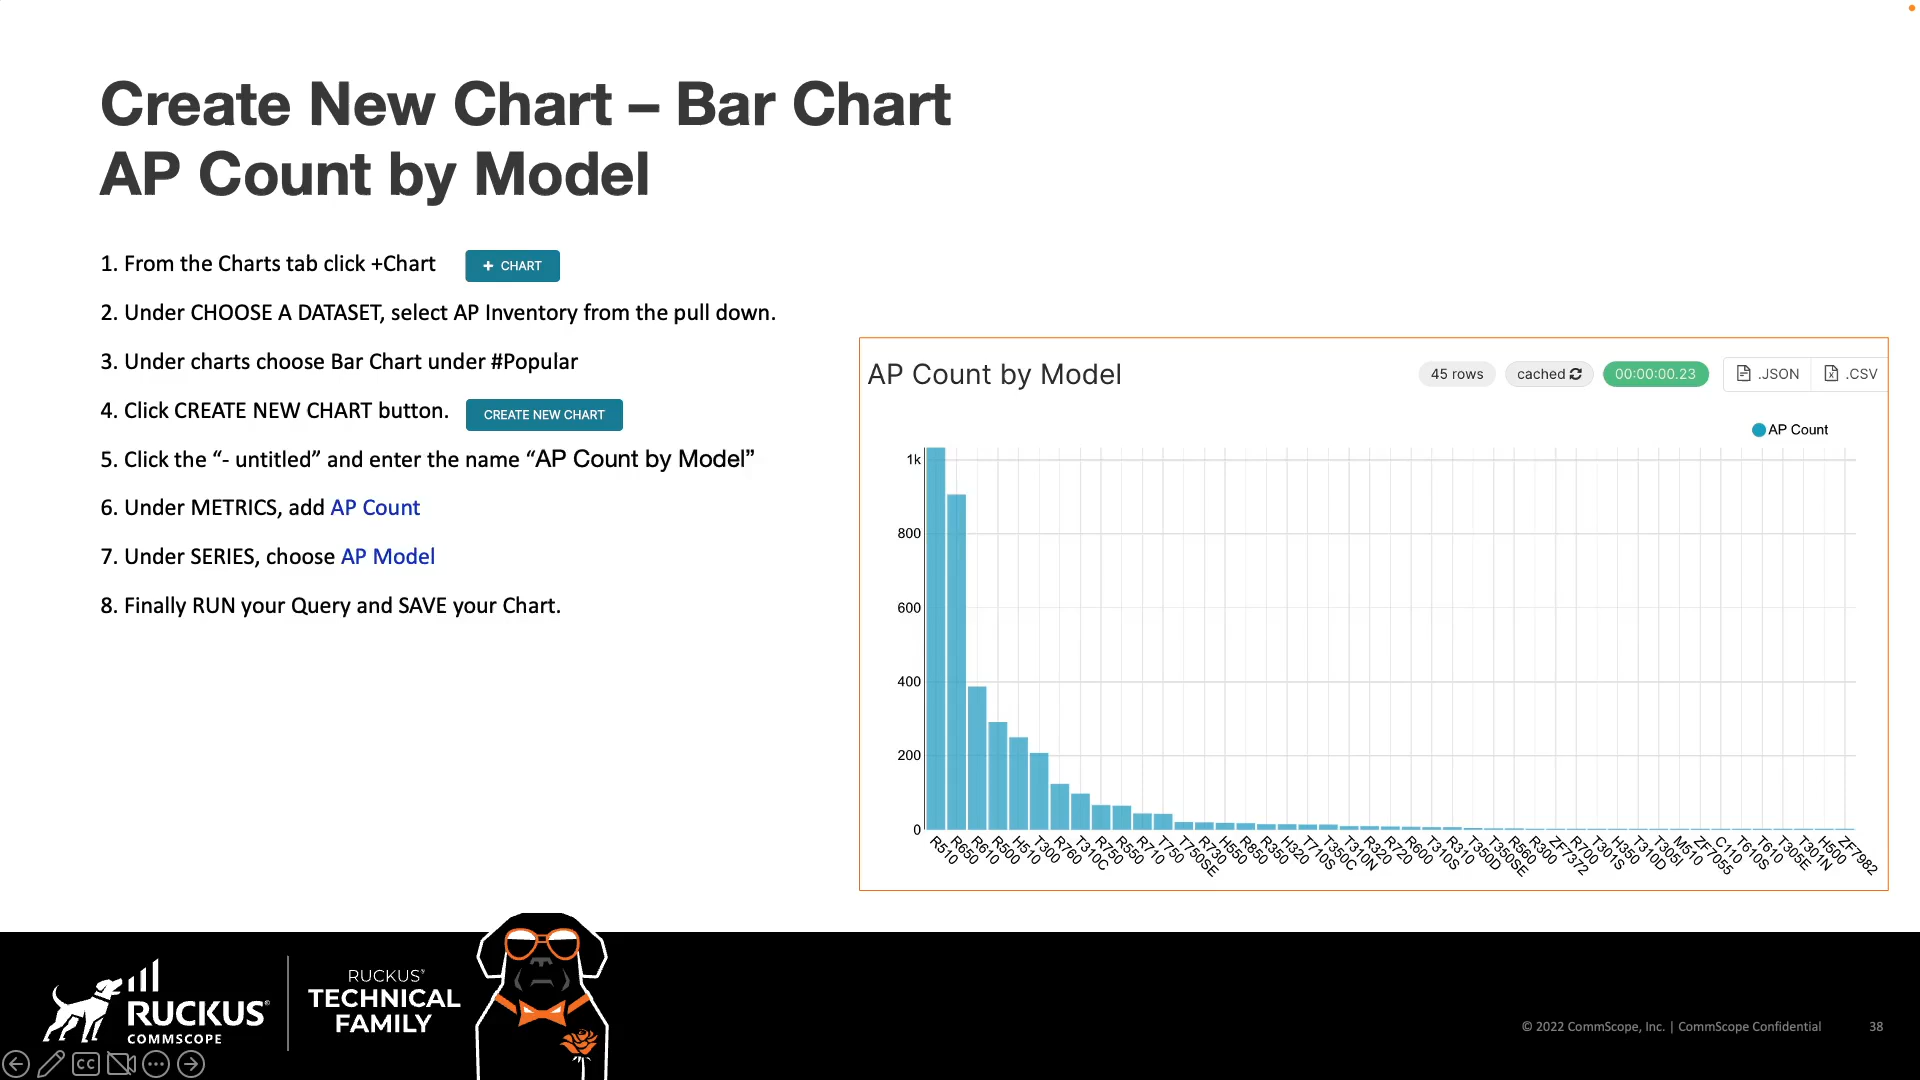 Create New Chart – Bar Chart
AP Count by Model
1. From the Charts tab click +Chart
+ CHART
2. Under CHOOSE A DATASET, select AP Inventory from the pull down.
3. Under charts choose Bar Chart under #Popular
4. Click CREATE NEW CHART button.
CREATE NEW CHART
5. Click the “- untitled” and enter the name “AP Count by Model”
6. Under METRICS, add AP Count
7. Under SERIES, choose AP Model
8. Finally RUN your Query and SAVE your Chart.
AP Count by Model
45 rows
cached
00:00:00.23
.JSON
.CSV
AP Count
1k
800
600
400
200
0
R510
R650
R610
R500
H510
T300
R760
T310C
R750
R550
R710
T750
T750SE
R730
H550
R850
R350
H320
T710S
T350C
T310N
R320
R720
R600
T310S
R310
T350D
T350SE
R560
R300
ZF7372
R700
T301S
H350
T310D
T305I
M510
ZF7055
C110
T610S
T610
T305E
T301N
H500
ZF7982
RUCKUS®
COMMSCOPE
RUCKUS®
TECHNICAL
FAMILY
© 2022 CommScope, Inc. | CommScope Confidential
38
CC